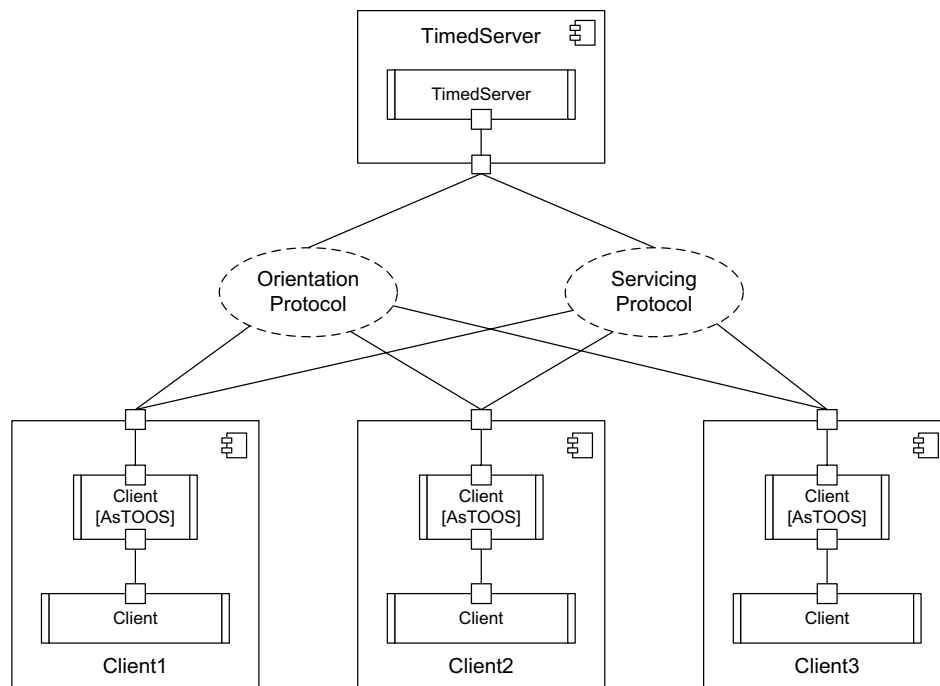 TimedServer
TimedServer
Orientation
Protocol
Servicing
Protocol
Client
[AsTOOS]
Client
Client1
Client
[AsTOOS]
Client
Client2
Client
[AsTOOS]
Client
Client3